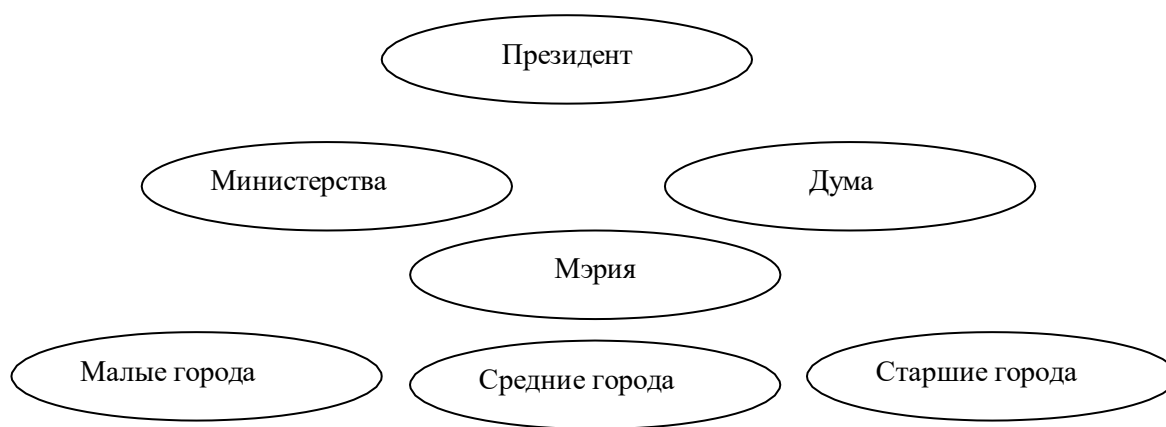 Президент
Министерства
Дума
Мэрия
Малые города
Средние города
Старшие города